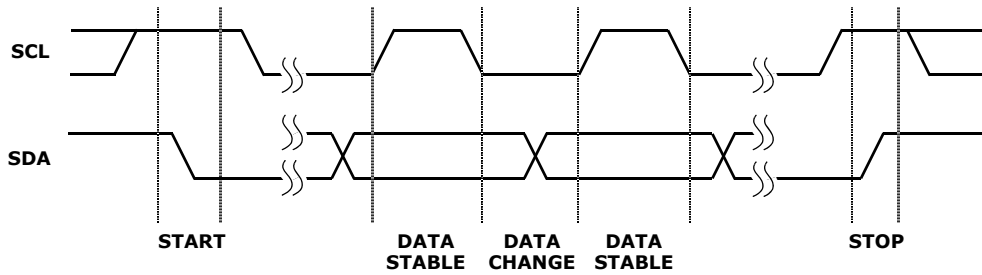 SCL
SDA
START
DATA
STABLE
DATA
CHANGE
DATA
STABLE
STOP